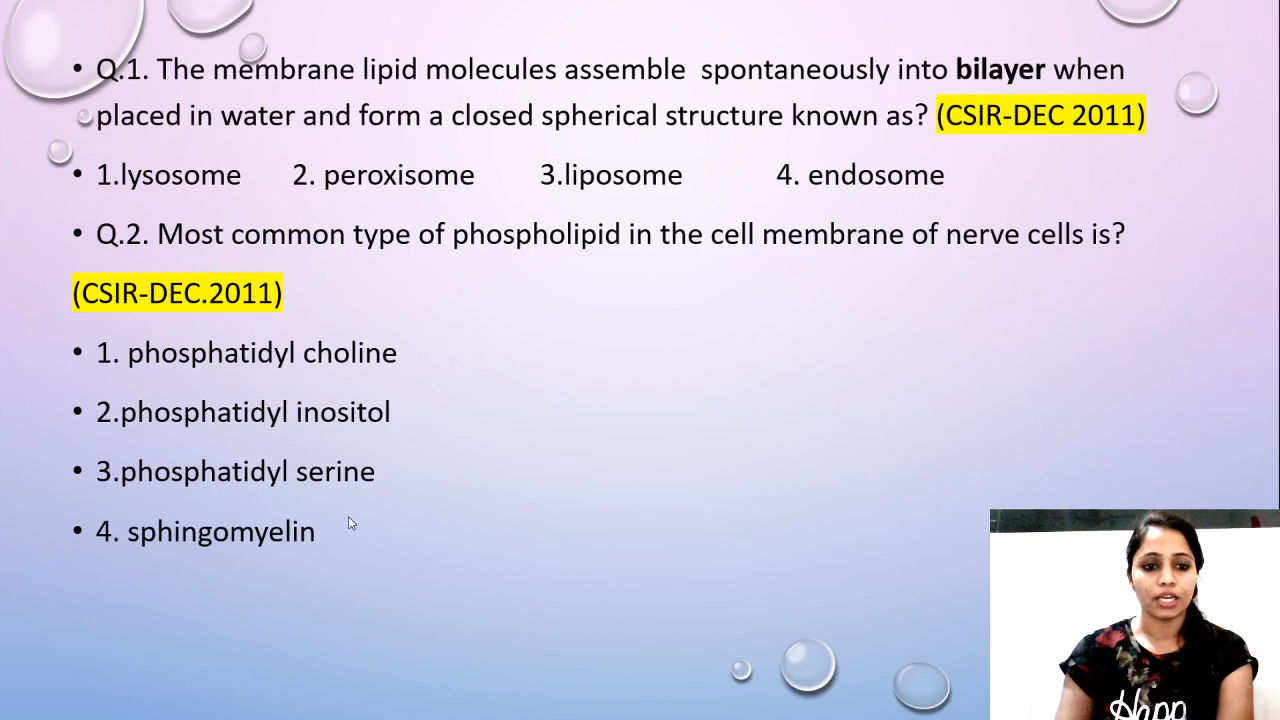 • Q.1. The membrane lipid molecules assemble spontaneously into bilayer when
placed in water and form a closed spherical structure known as? (CSIR-DEC 2011)
• 1.lysosome 2. peroxisome 3.liposome 4. endosome
• Q.2. Most common type of phospholipid in the cell membrane of nerve cells is?
(CSIR-DEC.2011)
• 1. phosphatidyl choline
• 2.phosphatidyl inositol
• 3.phosphatidyl serine
• 4. sphingomyelin
Happ